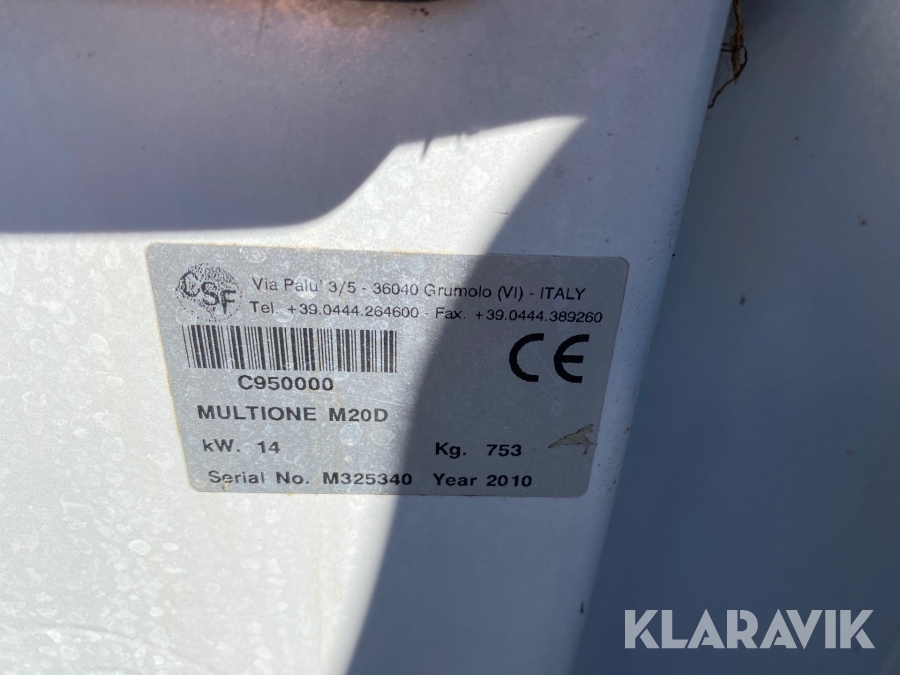 CSF
Via Palu' 3/5 - 36040 Grumolo (VI) - ITALY
Tel. +39.0444.264600 - Fax. +39.0444.389260
CE
C950000
MULTIONE M20D
kW. 14 Kg. 753
Serial No. M325340 Year 2010
KLARAVIK